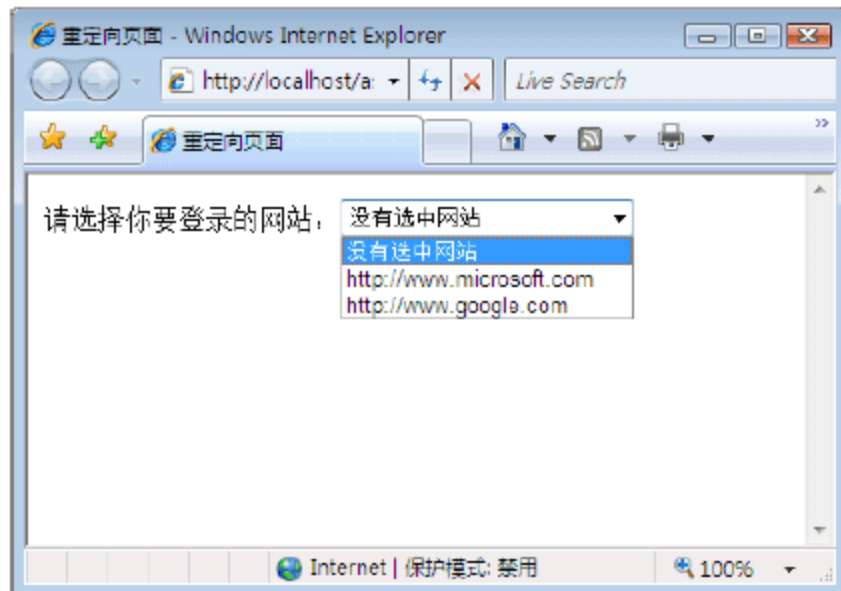 重定向页面 - Windows Internet Explorer
http://localhost/a:
Live Search
重定向页面
请选择你要登录的网站：
没有选中网站
没有选中网站
http://www.microsoft.com
http://www.google.com
Internet | 保护模式: 禁用
100%